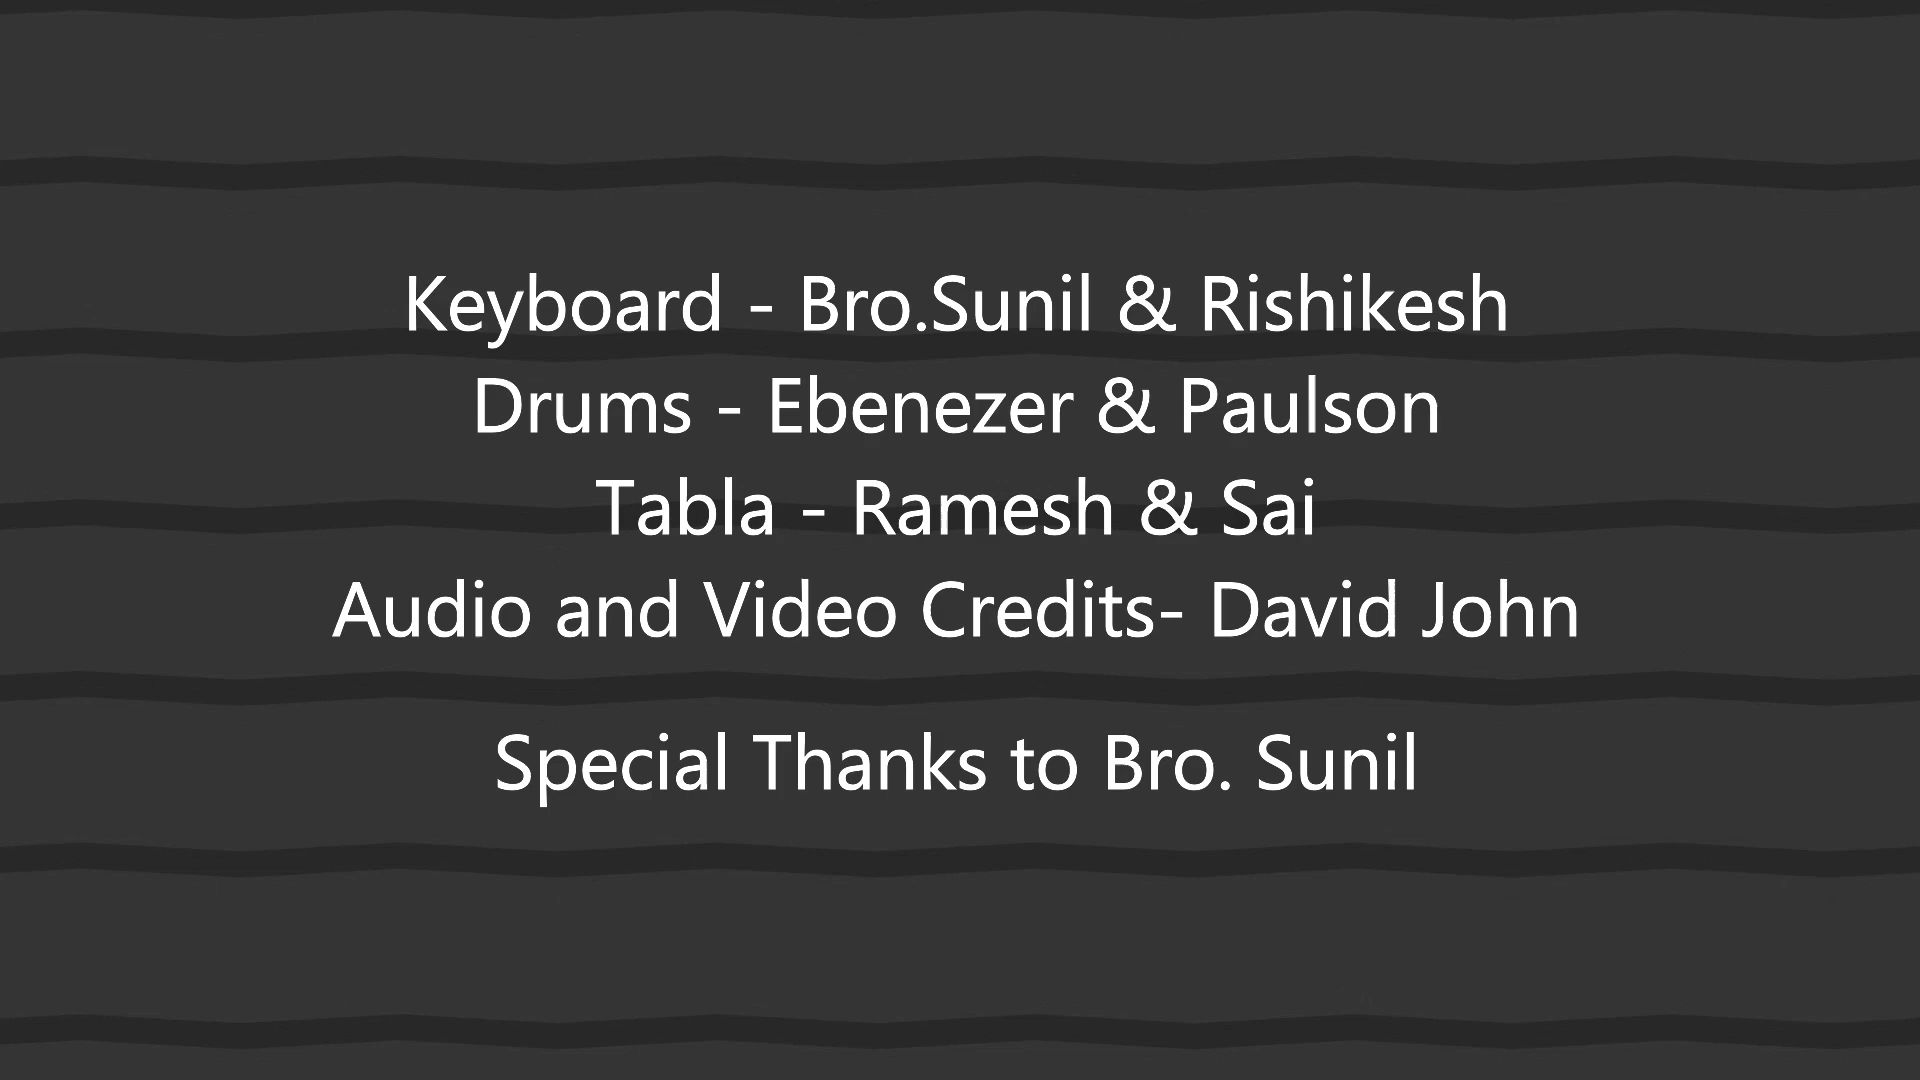 Keyboard - Bro.Sunil & Rishikesh
Drums - Ebenezer & Paulson
Tabla - Ramesh & Sai
Audio and Video Credits- David John
Special Thanks to Bro. Sunil